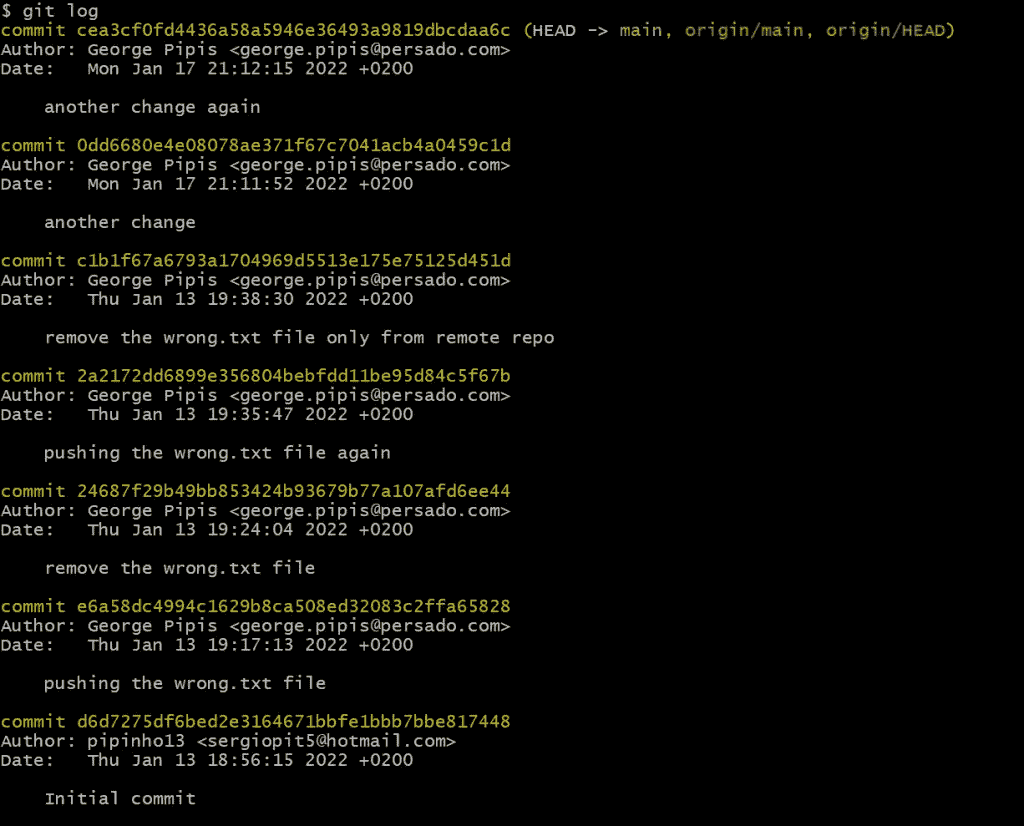 $ git log
commit cea3cf0fd4436a58a5946e36493a9819dbcdaa6c (HEAD -> main, origin/main, origin/HEAD)
Author: George Pipis <george.pipis@persado.com>
Date:   Mon Jan 17 21:12:15 2022 +0200
    another change again
commit 0dd6680e4e08078ae371f67c7041acb4a0459c1d
Author: George Pipis <george.pipis@persado.com>
Date:   Mon Jan 17 21:11:52 2022 +0200
    another change
commit c1b1f67a6793a1704969d5513e175e75125d451d
Author: George Pipis <george.pipis@persado.com>
Date:   Thu Jan 13 19:38:30 2022 +0200
    remove the wrong.txt file only from remote repo
commit 2a2172dd6899e356804bebfdd11be95d84c5f67b
Author: George Pipis <george.pipis@persado.com>
Date:   Thu Jan 13 19:35:47 2022 +0200
    pushing the wrong.txt file again
commit 24687f29b49bb853424b93679b77a107afd6ee44
Author: George Pipis <george.pipis@persado.com>
Date:   Thu Jan 13 19:24:04 2022 +0200
    remove the wrong.txt file
commit e6a58dc4994c1629b8ca508ed32083c2ffa65828
Author: George Pipis <george.pipis@persado.com>
Date:   Thu Jan 13 19:17:13 2022 +0200
    pushing the wrong.txt file
commit d6d7275df6bed2e3164671bbfe1bbb7bbe817448
Author: pipinho13 <sergiopit5@hotmail.com>
Date:   Thu Jan 13 18:56:15 2022 +0200
    Initial commit